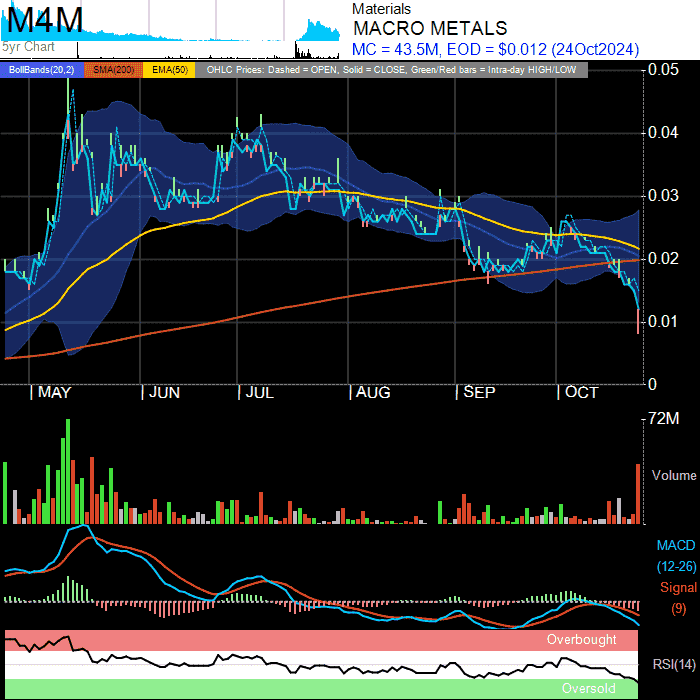 M4M
5yr Chart
Materials
MACRO METALS
MC = 43.5M, EOD = $0.012 (24Oct2024)
BollBands(20,2) SMA(200) EMA(50) OHLC Prices: Dashed = OPEN, Solid = CLOSE, Green/Red bars = Intra-day HIGH/LOW
0.05
0.04
0.03
0.02
0.01
0
MAY JUN JUL AUG SEP OCT
72M
Volume
MACD
(12-26)
Signal
(9)
Overbought
RSI(14)
Oversold